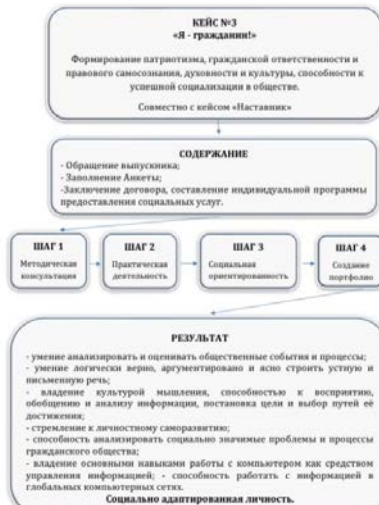 КЕЙС №3
«Я - гражданин!»
Формирование патриотизма, гражданской ответственности и
правового самосознания, духовности и культуры, способности к
успешной социализации в обществе.
Совместно с кейсом «Наставник»
СОДЕРЖАНИЕ
- Обращение выпускника;
- Заполнение Анкеты;
-Заключение договора, составление индивидуальной программы
предоставления социальных услуг.
ШАГ 1
Методическая
консультация
ШАГ 2
Практическая
деятельность
ШАГ 3
Социальная
ориентированность
ШАГ 4
Создание
портфолио
РЕЗУЛЬТАТ
- умение анализировать и оценивать общественные события и процессы;
- умение логически верно, аргументировано и ясно строить устную и
письменную речь;
- владение культурой мышления, способностью к восприятию,
обобщению и анализу информации, постановка цели и выбор путей её
достижения;
- стремление к личностному саморазвитию;
- способность анализировать социально значимые проблемы и процессы
гражданского общества;
- владение основными навыками работы с компьютером как средством
управления информацией; - способность работать с информацией в
глобальных компьютерных сетях.
Социально адаптированная личность.